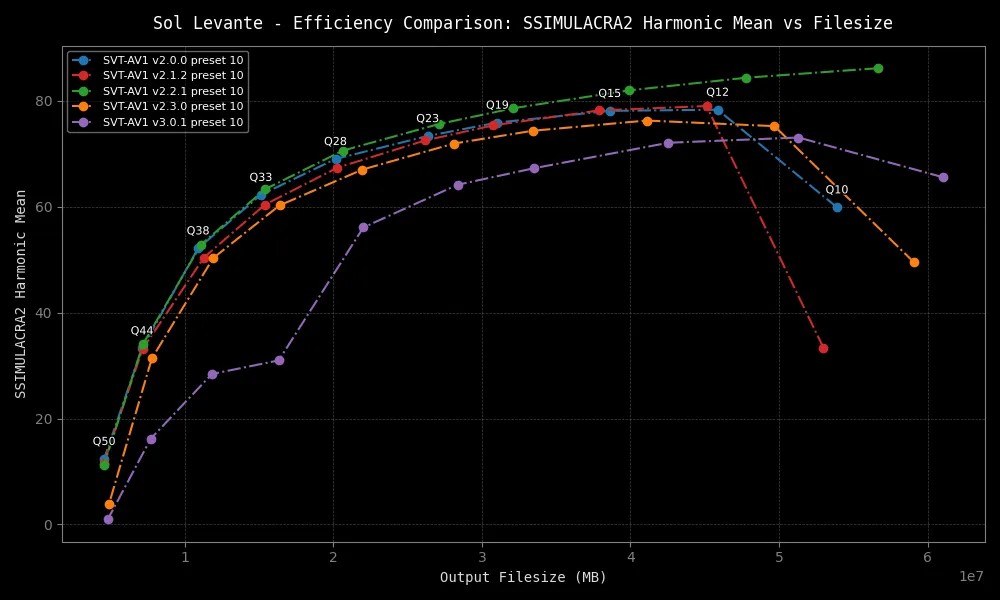 Sol Levante - Efficiency Comparison: SSIMULACRA2 Harmonic Mean vs Filesize
SVT-AV1 v2.0.0 preset 10
SVT-AV1 v2.1.2 preset 10
SVT-AV1 v2.2.1 preset 10
SVT-AV1 v2.3.0 preset 10
SVT-AV1 v3.0.1 preset 10
SSIMULACRA2 Harmonic Mean
80
60
40
20
0
Q50
Q44
Q38
Q33
Q28
Q23
Q19
Q15
Q12
Q10
1 2 3 4 5 6
1e7
Output Filesize (MB)